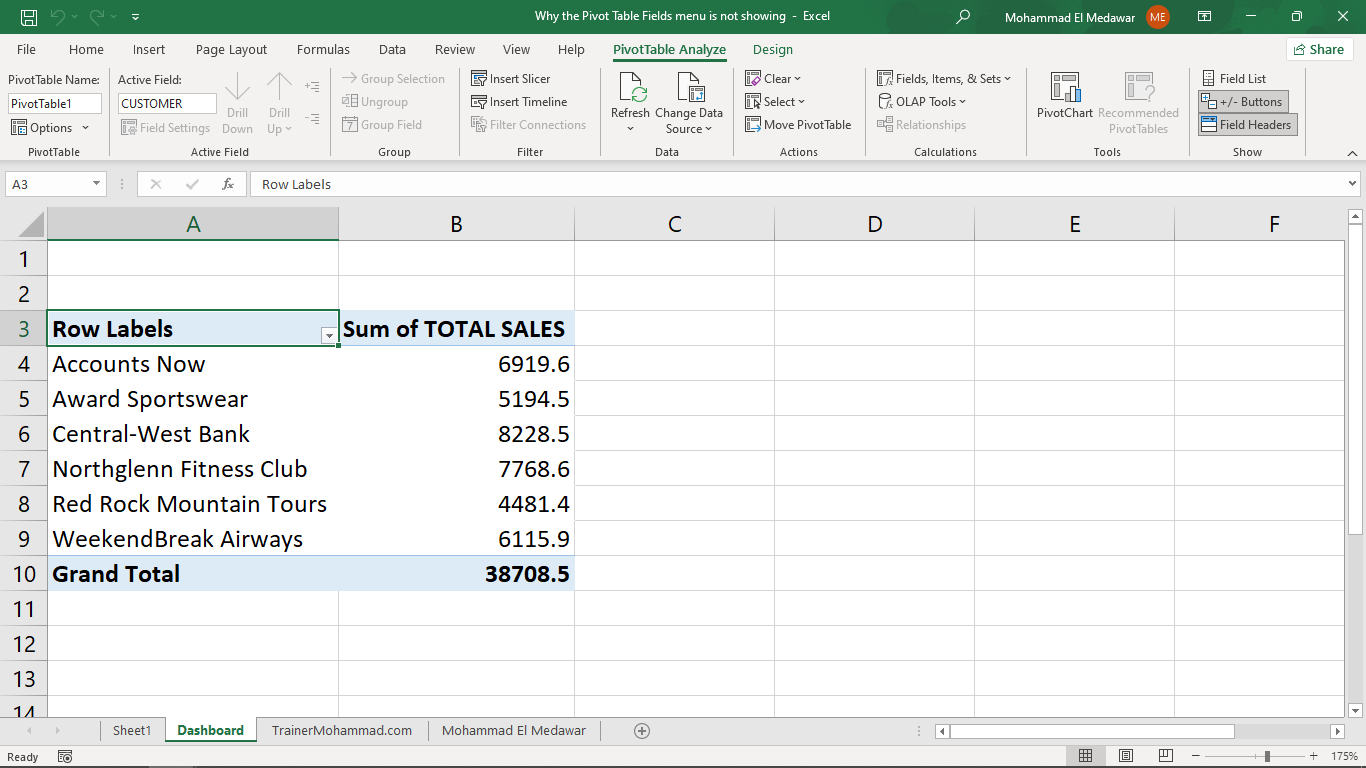 Why the Pivot Table Fields menu is not showing - Excel
Mohammad El Medawar ME
File Home Insert Page Layout Formulas Data Review View Help PivotTable Analyze Design Share
PivotTable Name:
PivotTable1
Options
PivotTable
Active Field:
CUSTOMER
Field Settings
Drill Down
Drill Up
Active Field
Group Selection
Ungroup
Group Field
Group
Insert Slicer
Insert Timeline
Filter Connections
Filter
Refresh
Change Data
Source
Data
Clear
Select
Move PivotTable
Actions
Fields, Items, & Sets
OLAP Tools
Relationships
Calculations
PivotChart
Recommended
PivotTables
Tools
Field List
+/- Buttons
Field Headers
Show
A3 fx Row Labels
A B C D E F
1
2
3 Row Labels Sum of TOTAL SALES
4 Accounts Now 6919.6
5 Award Sportswear 5194.5
6 Central-West Bank 8228.5
7 Northglenn Fitness Club 7768.6
8 Red Rock Mountain Tours 4481.4
9 WeekendBreak Airways 6115.9
10 Grand Total 38708.5
11
12
13
14
Sheet1 Dashboard TrainerMohammad.com Mohammad El Medawar
Ready 175%